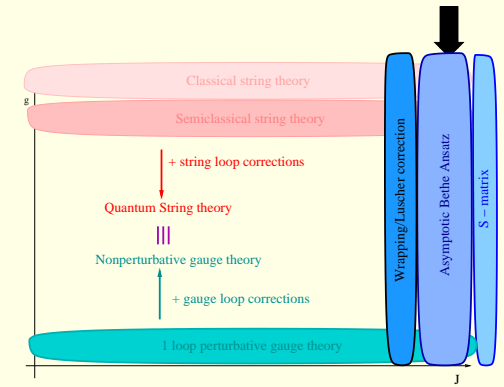 Classical string theory
g
Semiclassical string theory
+ string loop corrections
Quantum String theory
Nonperturbative gauge theory
+ gauge loop corrections
1 loop perturbative gauge theory
J
Wrapping/Luscher correction
Asymptotic Bethe Ansatz
S – matrix